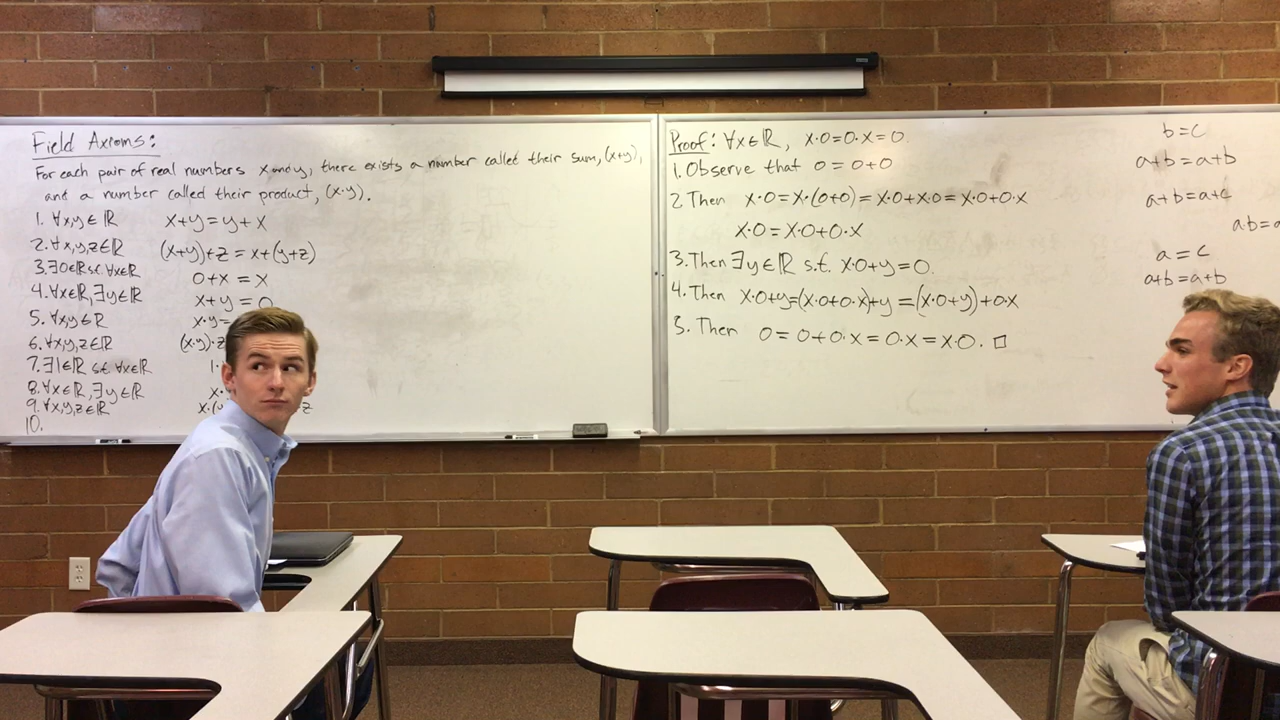 Field Axioms:
For each pair of real numbers x and y, there exists a number called their sum, (x+y),
and a number called their product, (x·y).
1. ∀x,y∈ℝ x+y=y+x
2. ∀x,y,z∈ℝ (x+y)+z=x+(y+z)
3. ∃0∈ℝ s.t. ∀x∈ℝ 0+x=x
4. ∀x∈ℝ, ∃y∈ℝ x+y=0
5. ∀x,y∈ℝ x·y=
6. ∀x,y,z∈ℝ (x·y)·z
7. ∃1∈ℝ s.t. ∀x∈ℝ 1·
8. ∀x∈ℝ, ∃y∈ℝ x·
9. ∀x,y,z∈ℝ x·(y z
10.
Proof: ∀x∈ℝ, x·0=0·x=0
1. Observe that 0=0+0
2 Then x·0=x·(0+0)=x·0+x·0=x·0+0·x
x·0=x·0+0·x
3. Then ∃y∈ℝ s.t. x·0+y=0.
4. Then x·0+y=(x·0+0·x)+y=(x·0+y)+0·x
5. Then 0=0+0·x=0·x=x·0. □
b=c
a+b=a+b
a+b=a+c
a·b=a
a=c
a+b=a+b